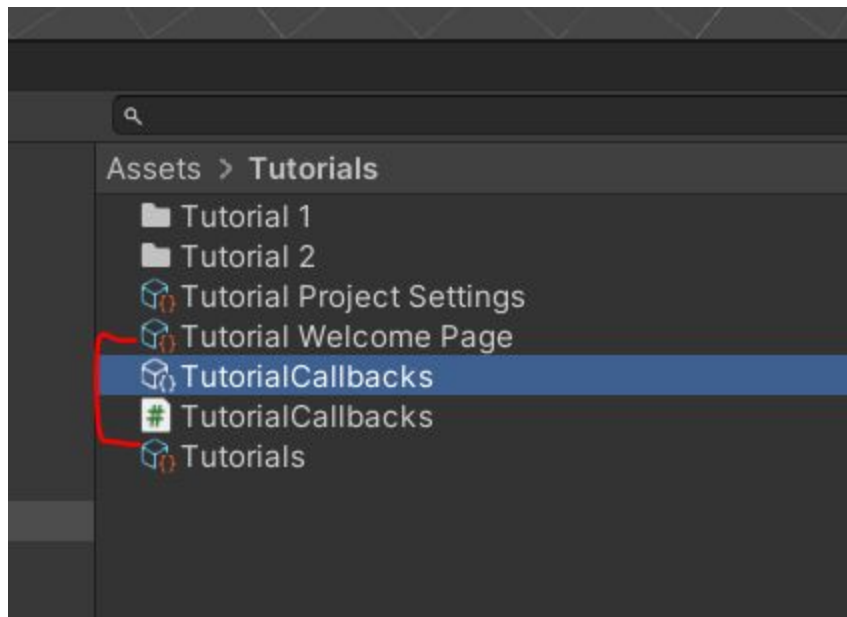 Assets > Tutorials
Tutorial 1
Tutorial 2
Tutorial Project Settings
Tutorial Welcome Page
TutorialCallbacks
TutorialCallbacks
Tutorials